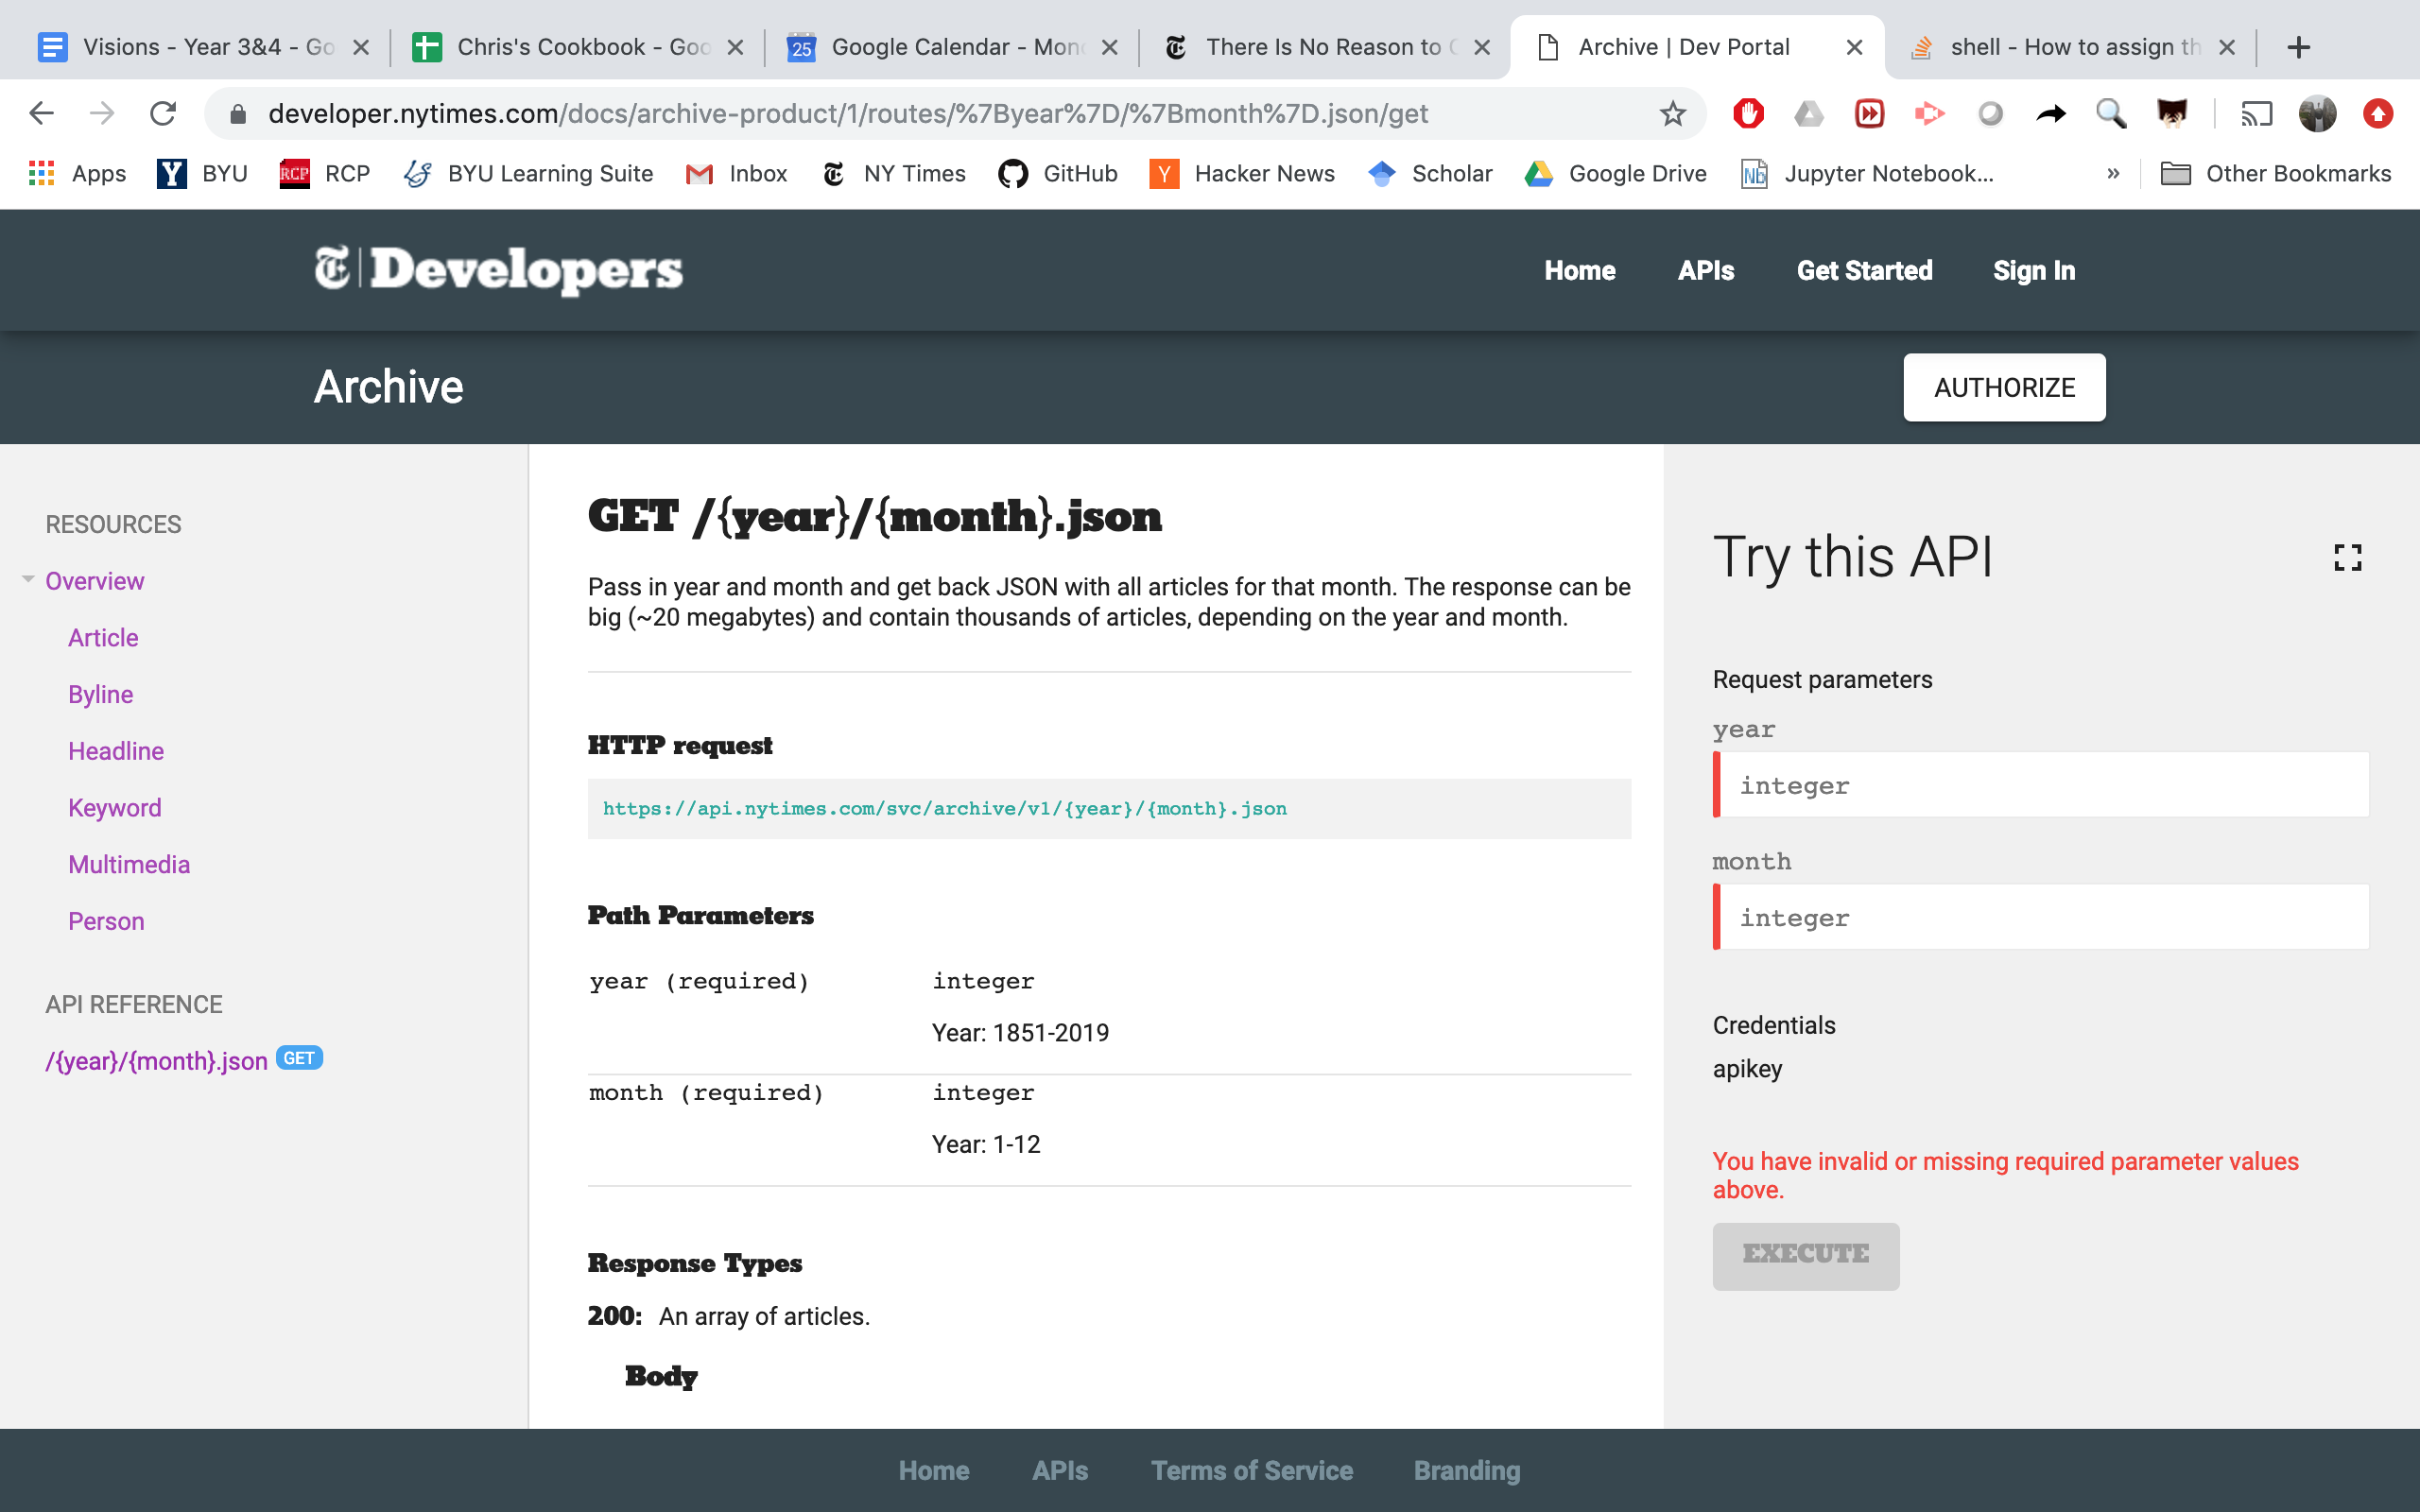 Visions - Year 3&4 - Go
Chris's Cookbook - Goo
25
Google Calendar - Mon
There Is No Reason to
Archive | Dev Portal
shell - How to assign th
developer.nytimes.com/docs/archive-product/1/routes/%7Byear%7D/%7Bmonth%7D.json/get
Apps
Y BYU
RCP RCP
BYU Learning Suite
Inbox
NY Times
GitHub
Y Hacker News
Scholar
Google Drive
Nb Jupyter Notebook...
»
Other Bookmarks
T | Developers
Home
APIs
Get Started
Sign In
Archive
AUTHORIZE
RESOURCES
Overview
Article
Byline
Headline
Keyword
Multimedia
Person
API REFERENCE
/{year}/{month}.json GET
GET /{year}/{month}.json
Pass in year and month and get back JSON with all articles for that month. The response can be
big (~20 megabytes) and contain thousands of articles, depending on the year and month.
HTTP request
https://api.nytimes.com/svc/archive/v1/{year}/{month}.json
Path Parameters
year (required) integer
Year: 1851-2019
month (required) integer
Year: 1-12
Response Types
200: An array of articles.
Body
Try this API
Request parameters
year
integer
month
integer
Credentials
apikey
You have invalid or missing required parameter values
above.
EXECUTE
Home
APIs
Terms of Service
Branding